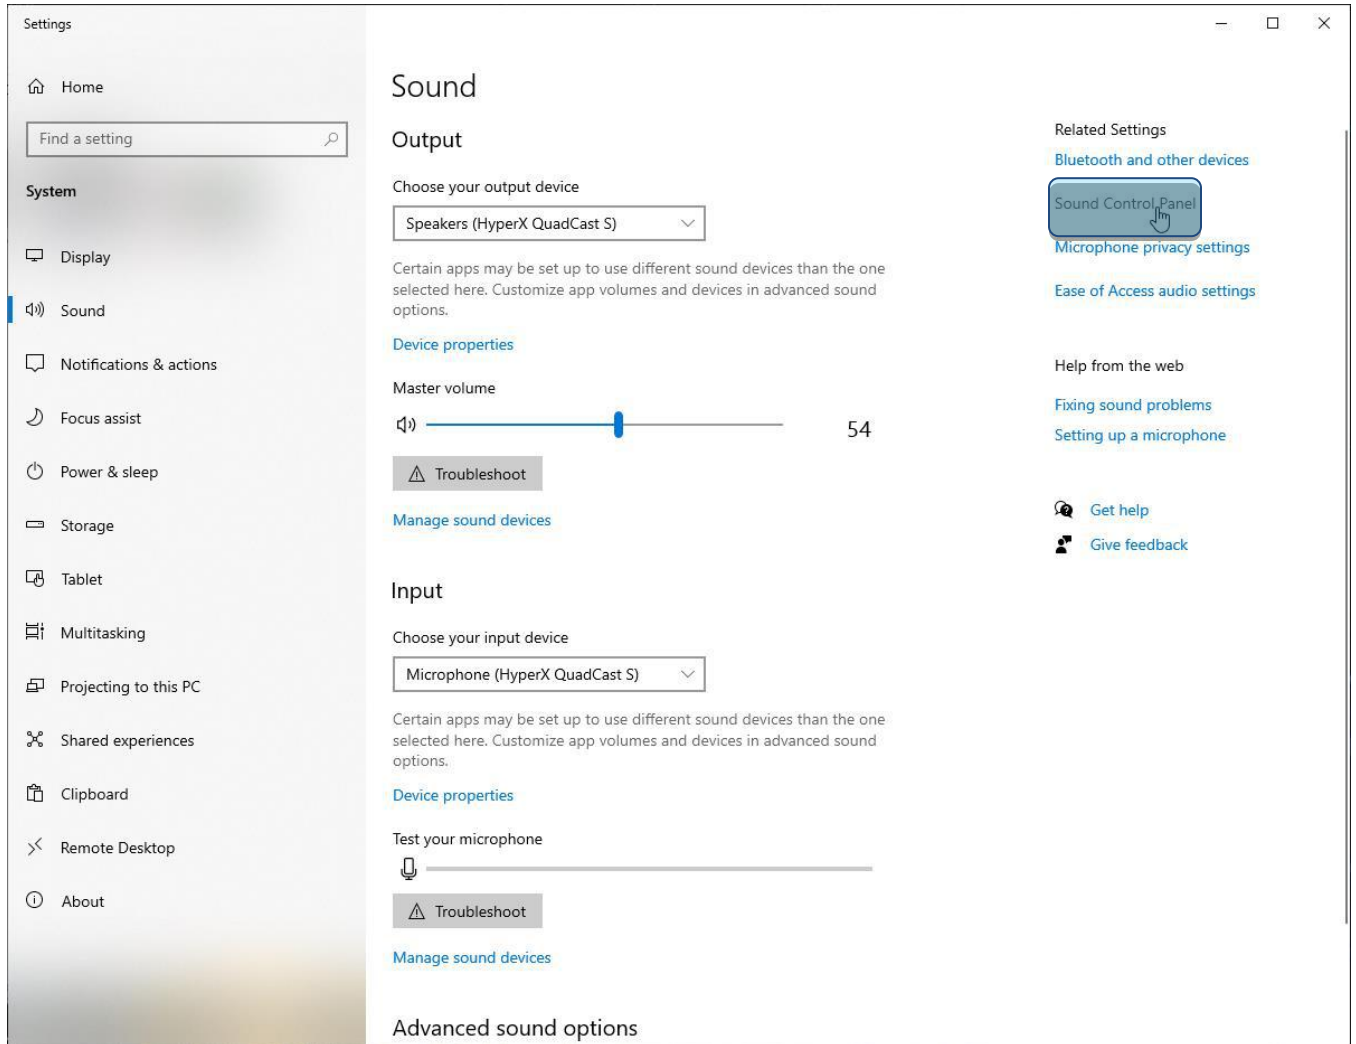 Settings
Home
Find a setting
System
Display
Sound
Notifications & actions
Focus assist
Power & sleep
Storage
Tablet
Multitasking
Projecting to this PC
Shared experiences
Clipboard
Remote Desktop
About
Sound
Output
Choose your output device
Speakers (HyperX QuadCast S)
Certain apps may be set up to use different sound devices than the one
selected here. Customize app volumes and devices in advanced sound
options.
Device properties
Master volume
54
Troubleshoot
Manage sound devices
Input
Choose your input device
Microphone (HyperX QuadCast S)
Certain apps may be set up to use different sound devices than the one
selected here. Customize app volumes and devices in advanced sound
options.
Device properties
Test your microphone
Troubleshoot
Manage sound devices
Advanced sound options
Related Settings
Bluetooth and other devices
Sound Control Panel
Microphone privacy settings
Ease of Access audio settings
Help from the web
Fixing sound problems
Setting up a microphone
Get help
Give feedback